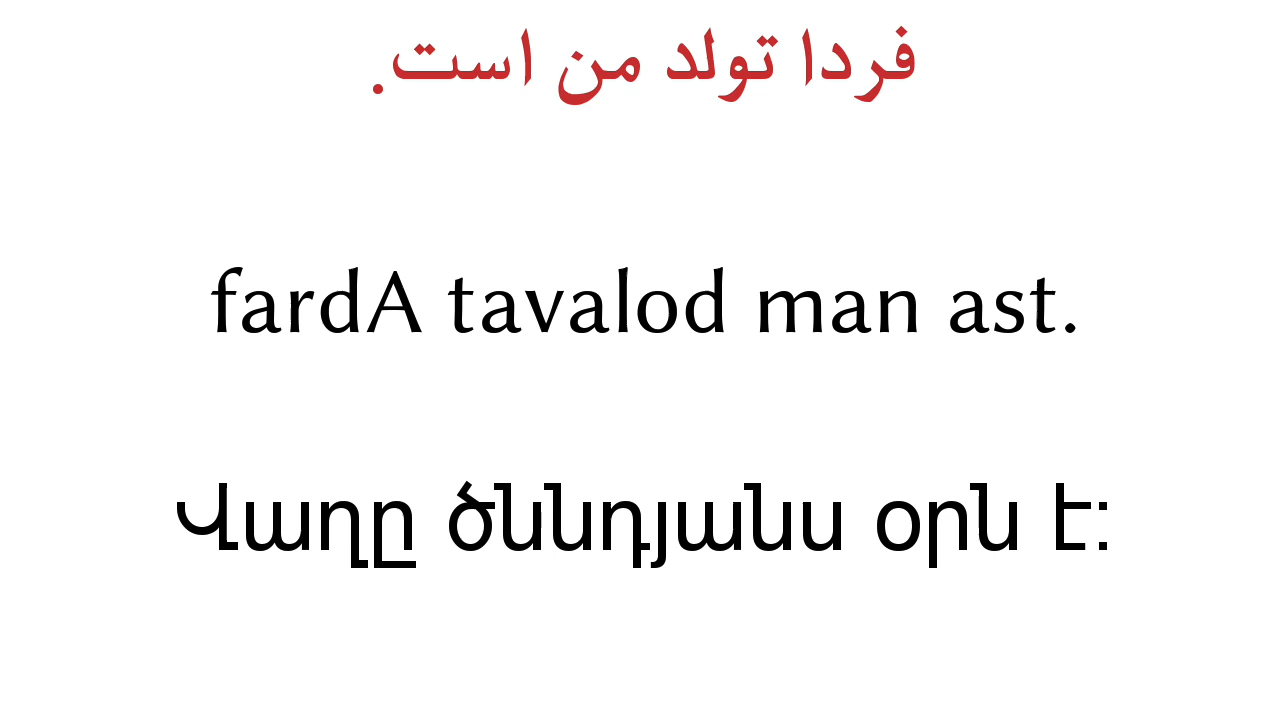 فردا تولد من است.
fardA tavalod man ast.
Վաղը ծննդյանս օրն է: